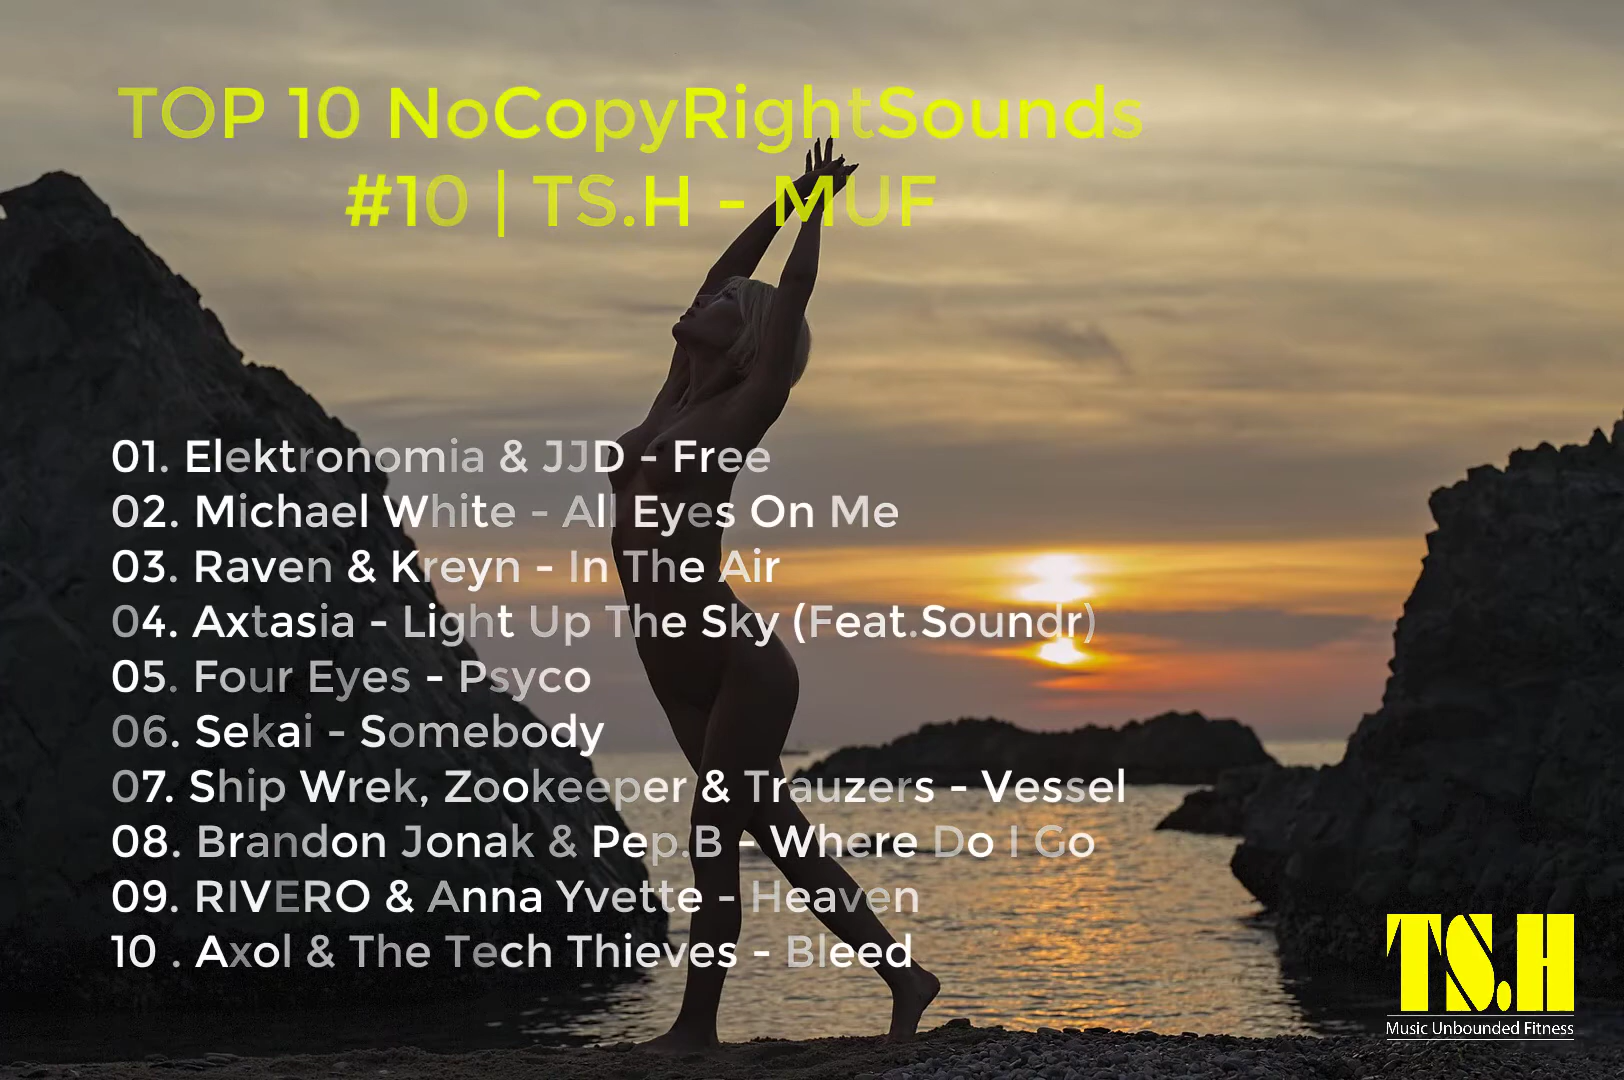 TOP 10 NoCopyRightSounds
#10 | TS.H - MUF
01. Elektronomia & JJD - Free
02. Michael White - All Eyes On Me
03. Raven & Kreyn - In The Air
04. Axtasia - Light Up The Sky (Feat.Soundr)
05. Four Eyes - Psyco
06. Sekai - Somebody
07. Ship Wrek, Zookeeper & Trauzers - Vessel
08. Brandon Jonak & Pep.B - Where Do I Go
09. RIVERO & Anna Yvette - Heaven
10 . Axol & The Tech Thieves - Bleed
TS.H
Music Unbounded Fitness